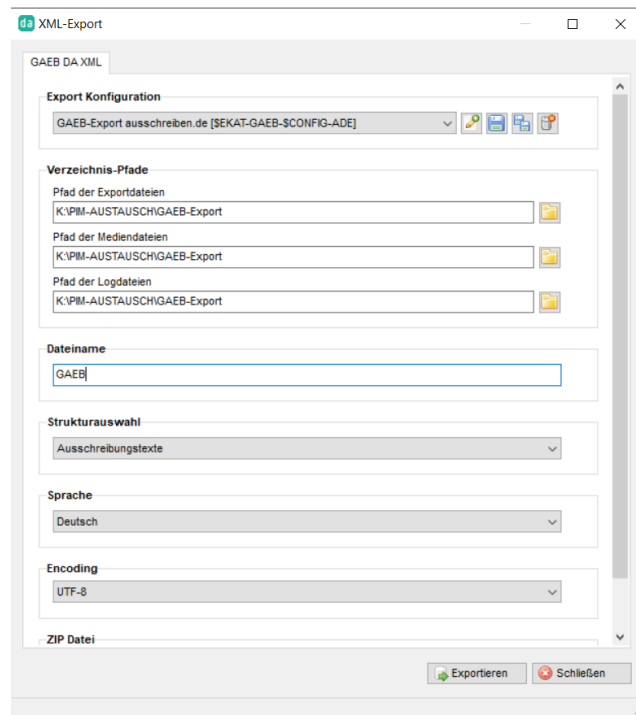 da XML-Export
GAEB DA XML
Export Konfiguration
GAEB-Export ausschreiben.de [$EKAT-GAEB-$CONFIG-ADE]
Verzeichnis-Pfade
Pfad der Exportdateien
K:\PIM-AUSTAUSCH\GAEB-Export
Pfad der Mediendateien
K:\PIM-AUSTAUSCH\GAEB-Export
Pfad der Logdateien
K:\PIM-AUSTAUSCH\GAEB-Export
Dateiname
GAEB
Strukturauswahl
Ausschreibungstexte
Sprache
Deutsch
Encoding
UTF-8
ZIP Datei
Exportieren Schließen